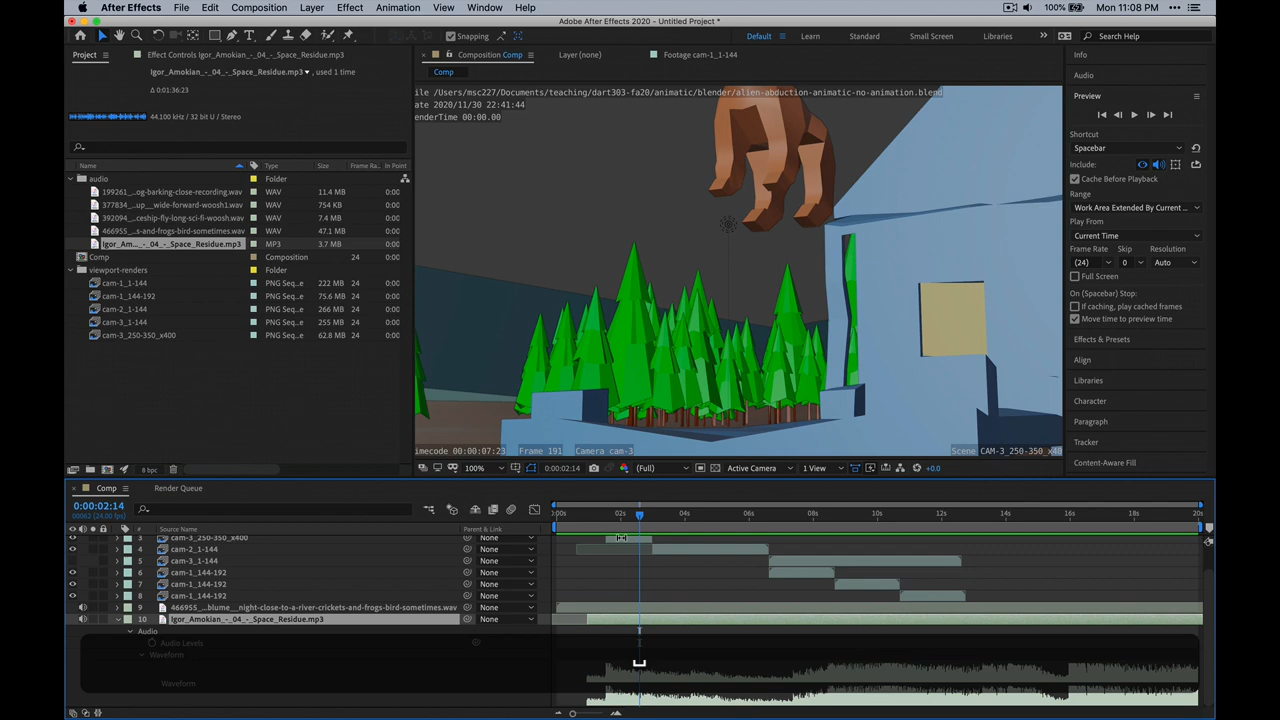 After Effects File Edit Composition Layer Effect Animation View Window Help
100% Mon 11:08 PM
Adobe After Effects 2020 - Untitled Project *
Snapping Default Learn Standard Small Screen Libraries Search Help
Project Effect Controls Igor_Amokian_-_04_-_Space_Residue.mp3
Composition Comp Layer (none) Footage cam-1_1-144
Igor_Amokian_-_04_-_Space_Residue.mp3 , used 1 time
Δ 0:01:36:23
44.100 kHz / 32 bit U / Stereo
Name Type Size Frame Ra... In Point
audio Folder
199261_...og-barking-close-recording.wav WAV 11.4 MB 0:00
377834_...up__wide-forward-woosh1.wav WAV 754 KB 0:00
392094_...ceship-fly-long-sci-fi-woosh.wav WAV 7.4 MB 0:00
466955_...s-and-frogs-bird-sometimes.wav WAV 47.1 MB 0:00
Igor_Am..._-_04_-_Space_Residue.mp3 MP3 3.7 MB 0:00
Comp Composition 24 0:00
viewport-renders Folder
cam-1_1-144 PNG Seq...e 222 MB 24 0:00
cam-1_144-192 PNG Seq...e 75.6 MB 24 0:00
cam-2_1-144 PNG Seq...e 266 MB 24 0:00
cam-3_1-144 PNG Seq...e 255 MB 24 0:00
cam-3_250-350_x400 PNG Seq...e 62.8 MB 24 0:00
8 bpc
Comp
ile /Users/msc227/Documents/teaching/dart303-fa20/animatic/blender/alien-abduction-animatic-no-animation.blend
ate 2020/11/30 22:41:44
enderTime 00:00.00
imecode 00:00:07:23 Frame 191 Camera cam-3 Scene CAM-3_250-350_x40
100% 0:00:02:14 (Full) Active Camera 1 View +0.0
Info
Audio
Preview
Shortcut
Spacebar
Include:
Cache Before Playback
Range
Work Area Extended By Current ...
Play From
Current Time
Frame Rate Skip Resolution
(24) 0 Auto
Full Screen
On (Spacebar) Stop:
If caching, play cached frames
Move time to preview time
Effects & Presets
Align
Libraries
Character
Paragraph
Tracker
Content-Aware Fill
Comp Render Queue
0:00:02:14
00062 (24.00 fps)
# Source Name Parent & Link
:00s 02s 04s 06s 08s 10s 12s 14s 16s 18s 20s
3 cam-3_250-350_x400 None
4 cam-2_1-144 None
5 cam-3_1-144 None
6 cam-1_144-192 None
7 cam-1_144-192 None
8 cam-1_144-192 None
9 466955_...blume__night-close-to-a-river-crickets-and-frogs-bird-sometimes.wav None
10 Igor_Amokian_-_04_-_Space_Residue.mp3 None
Audio
Audio Levels
Waveform
Waveform